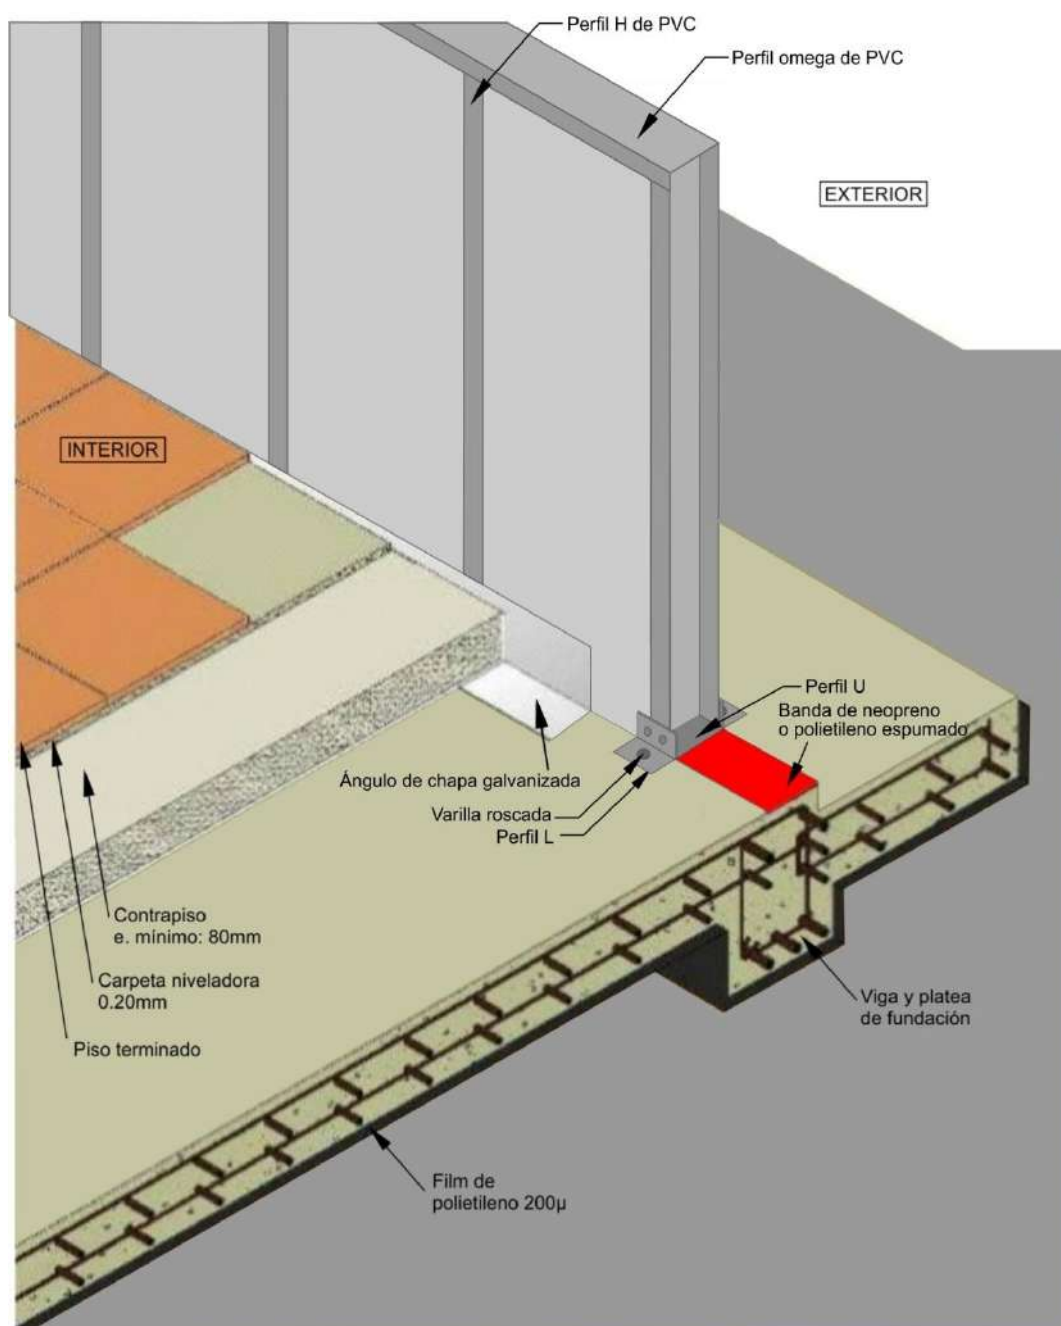 Perfil H de PVC
Perfil omega de PVC
EXTERIOR
INTERIOR
Perfil U
Banda de neopreno
o polietileno espumado
Ángulo de chapa galvanizada
Varilla roscada
Perfil L
Contrapiso
e. mínimo: 80mm
Carpeta niveladora
0.20mm
Viga y platea
de fundación
Piso terminado
Film de
polietileno 200µ